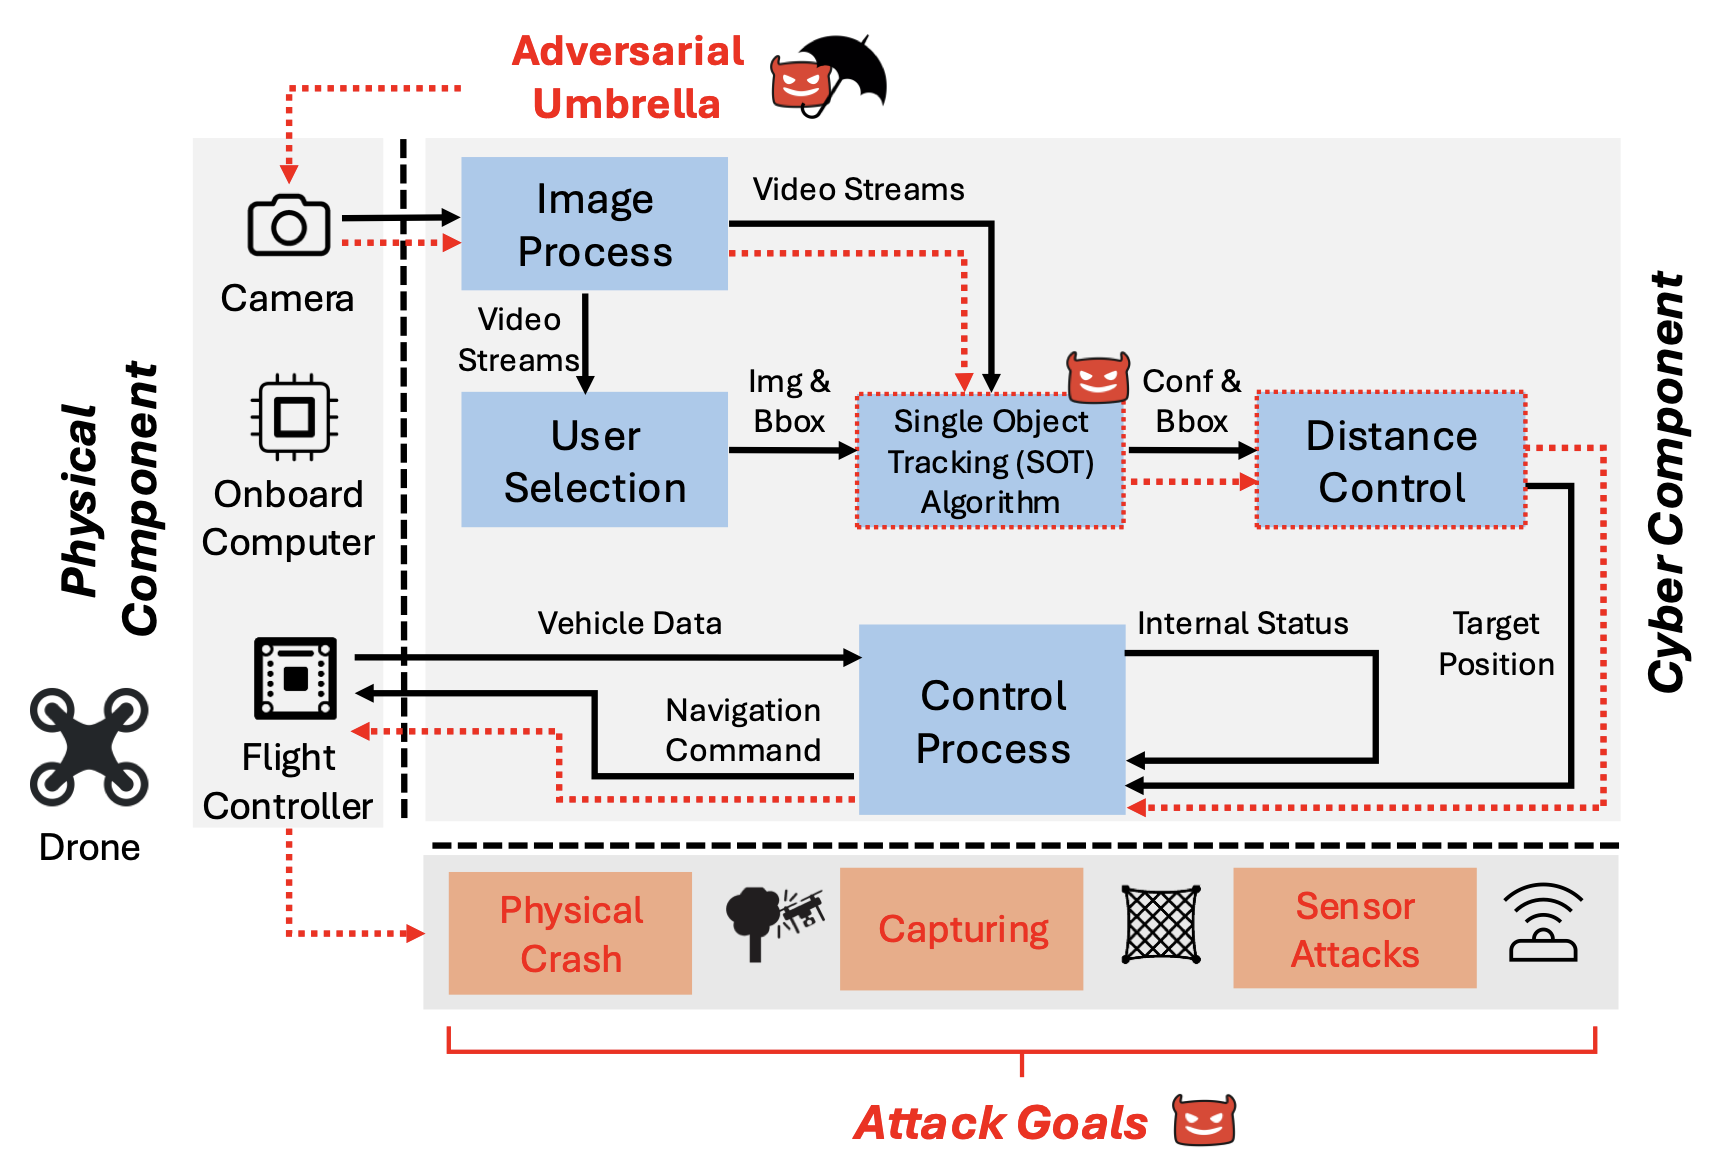 Adversarial
Umbrella
Physical
Component
Camera
Onboard
Computer
Flight
Controller
Drone
Image
Process
Video Streams
Video
Streams
User
Selection
Img &
Bbox
Single Object
Tracking (SOT)
Algorithm
Conf &
Bbox
Distance
Control
Vehicle Data
Navigation
Command
Control
Process
Internal Status
Target
Position
Cyber Component
Physical
Crash
Capturing
Sensor
Attacks
Attack Goals